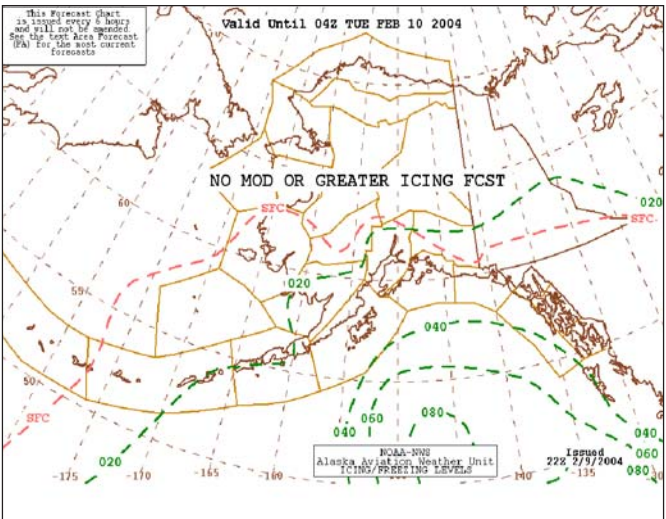 This Forecast Chart
is issued every 6 hours
and will not be amended.
See the text Area Forecast
(FA) for the most current
forecasts
Valid Until 04Z TUE FEB 10 2004
NO MOD OR GREATER ICING FCST
020
60
SFC
SFC
020
55
040
50
SFC
060
080
040
040
060
080
020
NOAA-NWS
Alaska Aviation Weather Unit
ICING/FREEZING LEVELS
Issued
22Z 2/9/2004
-175
-165
-160
-135